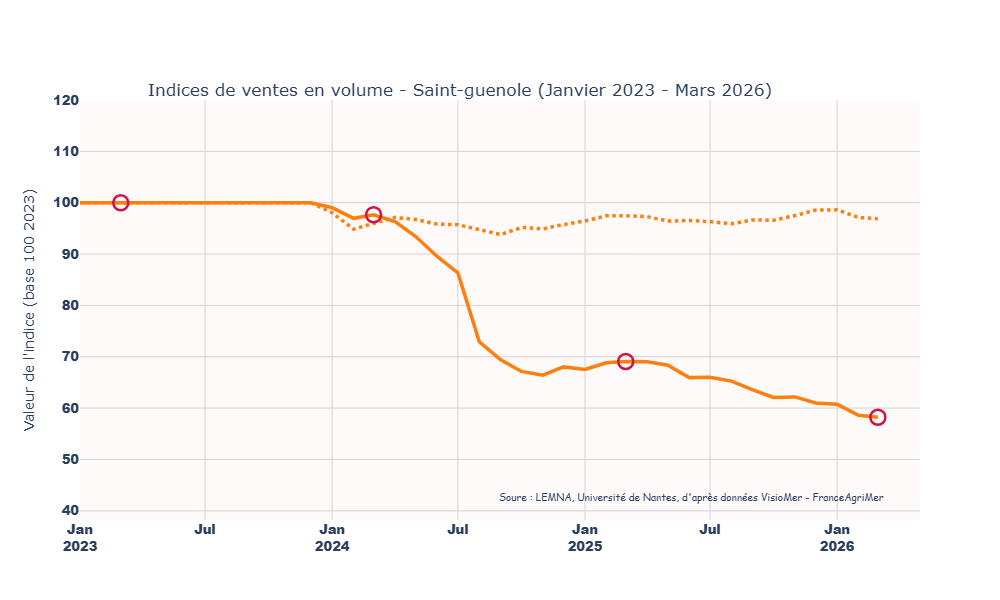 Indices de ventes en volume - Saint-guenole (Janvier 2023 - Mars 2026)
Valeur de l'indice (base 100 2023)
120
110
100
90
80
70
60
50
40
Soure : LEMNA, Université de Nantes, d'après données VisioMer - FranceAgriMer
Jan Jul Jan Jul Jan Jul Jan
2023 2024 2025 2026